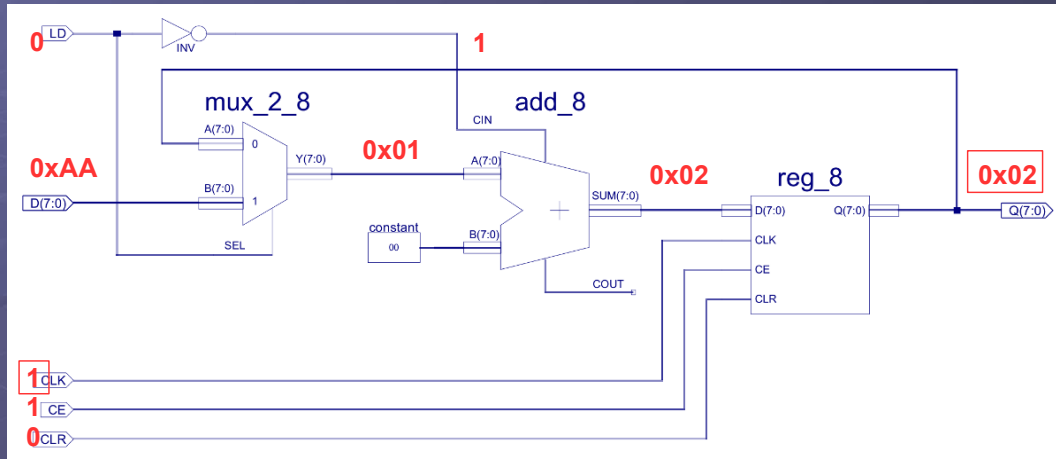 0 LD
INV
1
mux_2_8
add_8
CIN
A(7:0)
0
0xAA
Y(7:0)
0x01
A(7:0)
0x02
reg_8
0x02
B(7:0)
1
SUM(7:0)
D(7:0)
D(7:0)
Q(7:0)
Q(7:0)
constant
00
B(7:0)
SEL
CLK
CE
COUT
CLR
1 CLK
1 CE
0 CLR